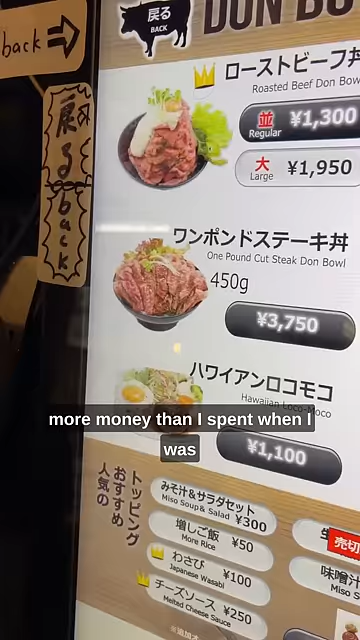 戻る
BACK
DON BO
back
戻る
back
ローストビーフ丼
Roasted Beef Don Bow
並
Regular
¥1,300
大
Large
¥1,950
ワンポンドステーキ丼
One Pound Cut Steak Don Bowl
450g
¥3,750
ハワイアンロコモコ
Hawaiian Loco-Moco
more money than I spent when I
was
¥1,100
人気の
おすすめ
トッピング
みそ汁&サラダセット
Miso Soup & Salad ¥300
増しご飯
More Rice
¥50
わさび
Japanese Wasabi
¥100
チーズソース
Melted Cheese Sauce
¥250
売切
味噌汁
Miso S
※追加オ